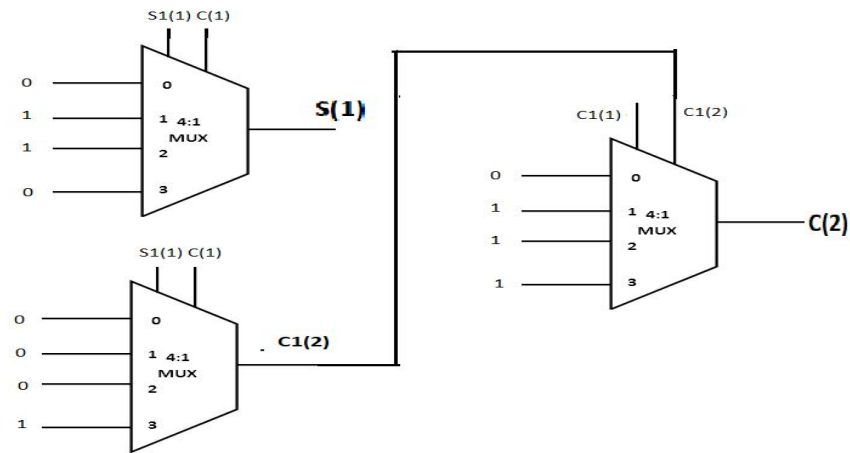 S1(1) C(1)
0 0
1 1 4:1
S(1)
MUX
1 2
0 3
C1(1) C1(2)
0 0
1 1 4:1
MUX
1 2
C(2)
1 3
S1(1) C(1)
0 0
C1(2)
0 1 4:1
MUX
0 2
1 3